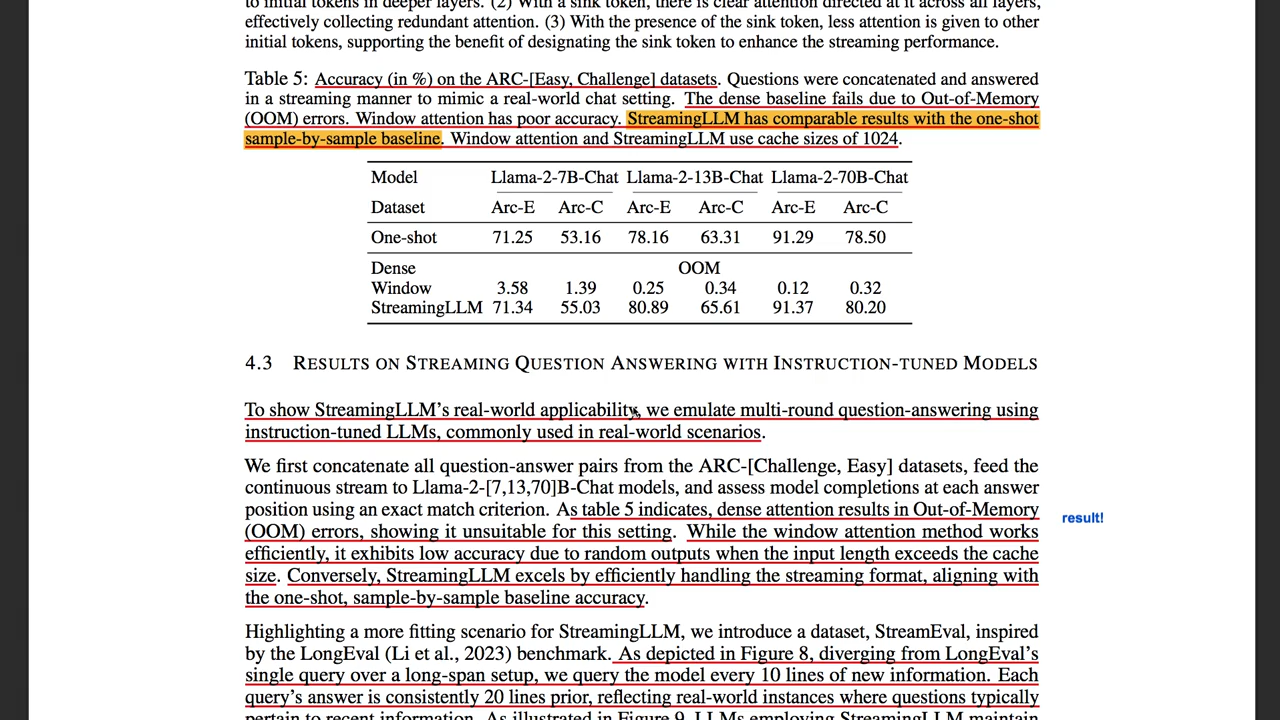 to initial tokens in deeper layers. (2) With a sink token, there is clear attention directed at it across all layers,
effectively collecting redundant attention. (3) With the presence of the sink token, less attention is given to other
initial tokens, supporting the benefit of designating the sink token to enhance the streaming performance.
Table 5: Accuracy (in %) on the ARC-[Easy, Challenge] datasets. Questions were concatenated and answered
in a streaming manner to mimic a real-world chat setting. The dense baseline fails due to Out-of-Memory
(OOM) errors. Window attention has poor accuracy. StreamingLLM has comparable results with the one-shot
sample-by-sample baseline. Window attention and StreamingLLM use cache sizes of 1024.
Model Llama-2-7B-Chat Llama-2-13B-Chat Llama-2-70B-Chat
Dataset Arc-E Arc-C Arc-E Arc-C Arc-E Arc-C
One-shot 71.25 53.16 78.16 63.31 91.29 78.50
Dense OOM
Window 3.58 1.39 0.25 0.34 0.12 0.32
StreamingLLM 71.34 55.03 80.89 65.61 91.37 80.20
4.3 RESULTS ON STREAMING QUESTION ANSWERING WITH INSTRUCTION-TUNED MODELS
To show StreamingLLM's real-world applicability, we emulate multi-round question-answering using
instruction-tuned LLMs, commonly used in real-world scenarios.
We first concatenate all question-answer pairs from the ARC-[Challenge, Easy] datasets, feed the
continuous stream to Llama-2-[7,13,70]B-Chat models, and assess model completions at each answer
position using an exact match criterion. As table 5 indicates, dense attention results in Out-of-Memory
(OOM) errors, showing it unsuitable for this setting. While the window attention method works
efficiently, it exhibits low accuracy due to random outputs when the input length exceeds the cache
size. Conversely, StreamingLLM excels by efficiently handling the streaming format, aligning with
the one-shot, sample-by-sample baseline accuracy.
result!
Highlighting a more fitting scenario for StreamingLLM, we introduce a dataset, StreamEval, inspired
by the LongEval (Li et al., 2023) benchmark. As depicted in Figure 8, diverging from LongEval's
single query over a long-span setup, we query the model every 10 lines of new information. Each
query's answer is consistently 20 lines prior, reflecting real-world instances where questions typically
pertain to recent information. As illustrated in Figure 9, LLMs employing StreamingLLM maintain